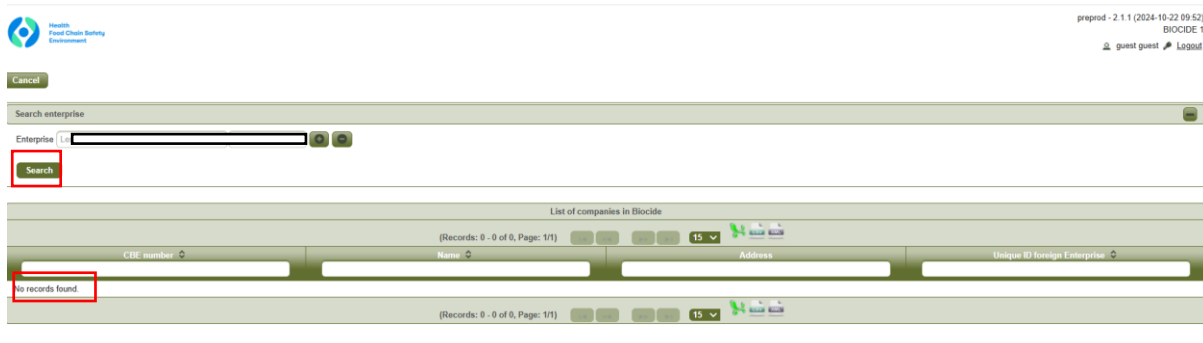 Health
Food Chain Safety
Environment
preprod - 2.1.1 (2024-10-22 09:52)
BIOCIDE 1
guest guest Logout
Cancel
Search enterprise
Enterprise
Search
List of companies in Biocide
(Records: 0 - 0 of 0, Page: 1/1) 15
CBE number Name Address Unique ID foreign Enterprise
No records found.
(Records: 0 - 0 of 0, Page: 1/1) 15